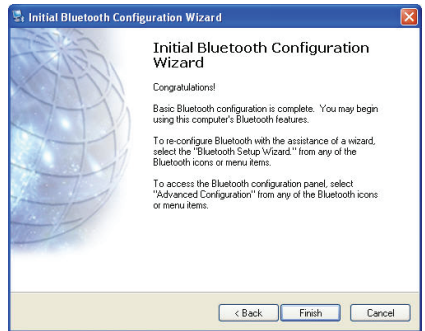 Initial Bluetooth Configuration Wizard
Initial Bluetooth Configuration
Wizard
Congratulations!
Basic Bluetooth configuration is complete.  You may begin
using this computer's Bluetooth features.
To re-configure Bluetooth with the assistance of a wizard,
select the "Bluetooth Setup Wizard." from any of the
Bluetooth icons or menu items.
To access the Bluetooth configuration panel, select
"Advanced Configuration" from any of the Bluetooth icons
or menu items.
< Back Finish Cancel